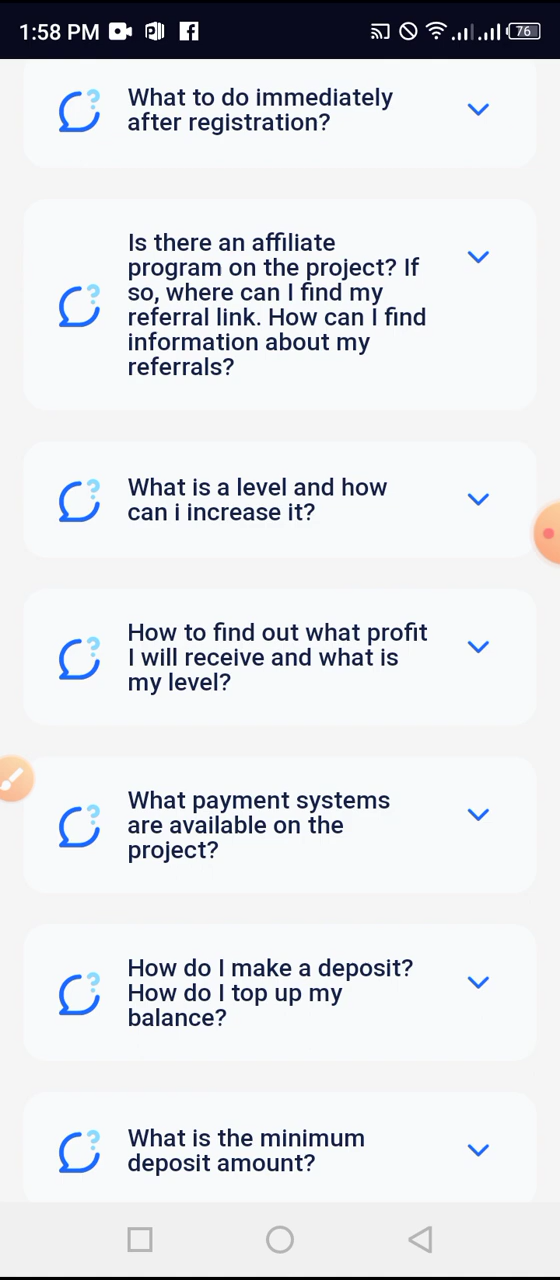 1:58 PM
76
What to do immediately
after registration?
Is there an affiliate
program on the project? If
so, where can I find my
referral link. How can I find
information about my
referrals?
What is a level and how
can i increase it?
How to find out what profit
I will receive and what is
my level?
What payment systems
are available on the
project?
How do I make a deposit?
How do I top up my
balance?
What is the minimum
deposit amount?